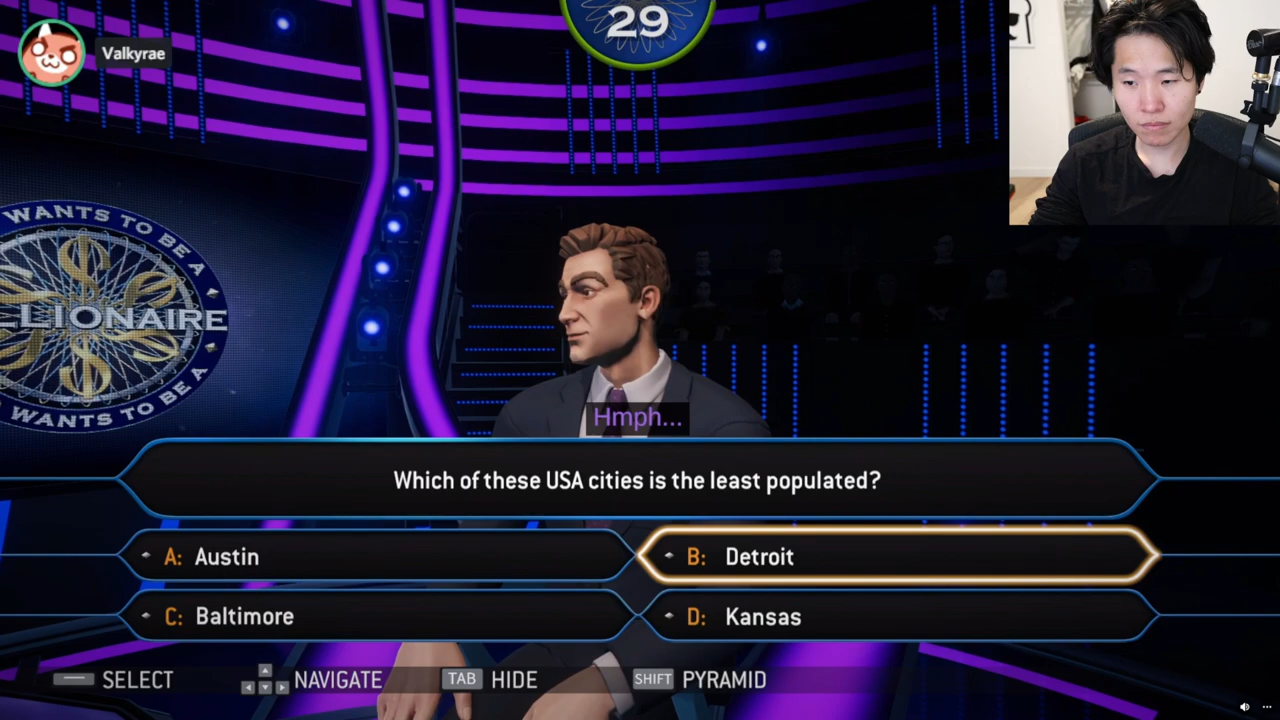 29
Valkyrae
WANTS TO BE A
LLIONAIRE
WANTS TO BE A
Hmph...
Which of these USA cities is the least populated?
A: Austin
B: Detroit
C: Baltimore
D: Kansas
SELECT
NAVIGATE
TAB HIDE
SHIFT PYRAMID